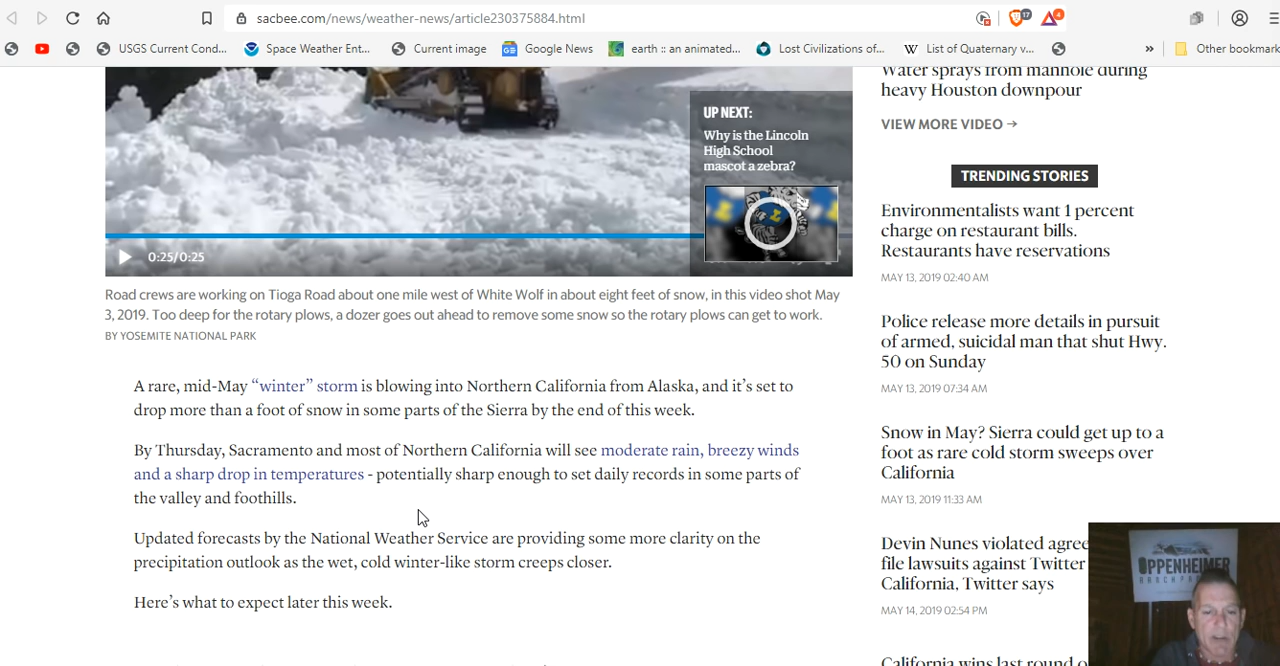 sacbee.com/news/weather-news/article230375884.html
17
4
USGS Current Cond...
Space Weather Ent...
Current image
Google News
earth :: an animated...
Lost Civilizations of...
List of Quaternary v...
»
Other bookmark
UP NEXT:
Why is the Lincoln
High School
mascot a zebra?
0:25/0:25
Road crews are working on Tioga Road about one mile west of White Wolf in about eight feet of snow, in this video shot May
3, 2019. Too deep for the rotary plows, a dozer goes out ahead to remove some snow so the rotary plows can get to work.
BY YOSEMITE NATIONAL PARK
A rare, mid-May “winter” storm is blowing into Northern California from Alaska, and it’s set to
drop more than a foot of snow in some parts of the Sierra by the end of this week.
By Thursday, Sacramento and most of Northern California will see moderate rain, breezy winds
and a sharp drop in temperatures - potentially sharp enough to set daily records in some parts of
the valley and foothills.
Updated forecasts by the National Weather Service are providing some more clarity on the
precipitation outlook as the wet, cold winter-like storm creeps closer.
Here’s what to expect later this week.
Water sprays from manhole during
heavy Houston downpour
VIEW MORE VIDEO →
TRENDING STORIES
Environmentalists want 1 percent
charge on restaurant bills.
Restaurants have reservations
MAY 13, 2019 02:40 AM
Police release more details in pursuit
of armed, suicidal man that shut Hwy.
50 on Sunday
MAY 13, 2019 07:34 AM
Snow in May? Sierra could get up to a
foot as rare cold storm sweeps over
California
MAY 13, 2019 11:33 AM
Devin Nunes violated agree
file lawsuits against Twitter
California, Twitter says
MAY 14, 2019 02:54 PM
California wins last round o
OPPENHEIMER
RANCH PRO